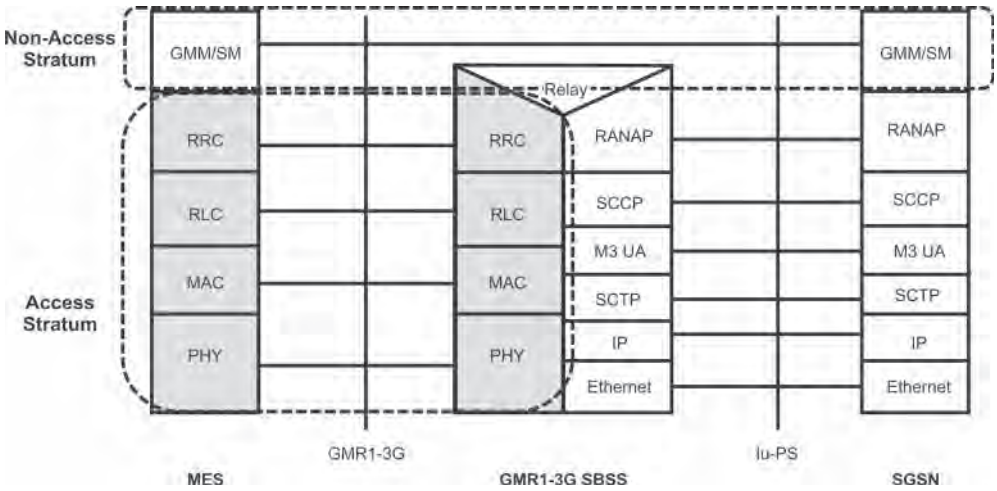 Non-Access
Stratum
GMM/SM
GMM/SM
Relay
RRC
RRC
RANAP
RANAP
RLC
RLC
SCCP
SCCP
M3 UA
M3 UA
MAC
MAC
SCTP
SCTP
Access
Stratum
PHY
PHY
IP
IP
Ethernet
Ethernet
GMR1-3G
Iu-PS
MES
GMR1-3G SBSS
SGSN